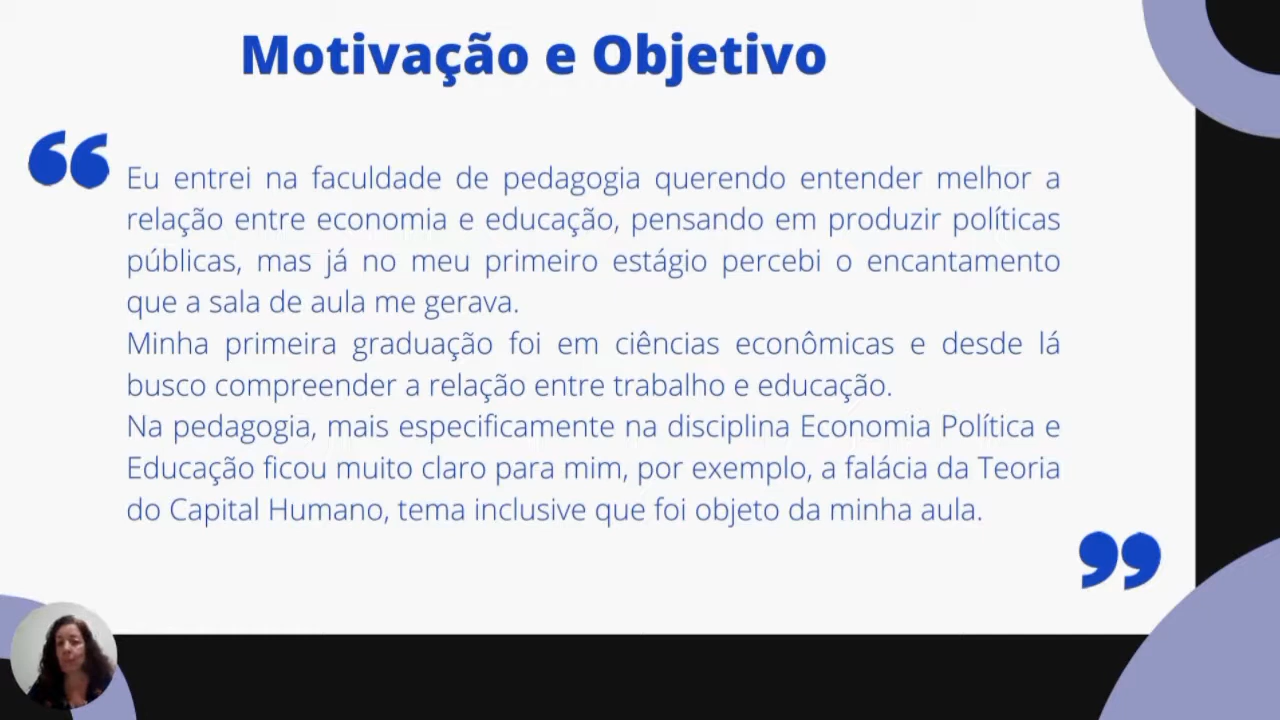 Motivação e Objetivo
“
Eu entrei na faculdade de pedagogia querendo entender melhor a
relação entre economia e educação, pensando em produzir políticas
públicas, mas já no meu primeiro estágio percebi o encantamento
que a sala de aula me gerava.
Minha primeira graduação foi em ciências econômicas e desde lá
busco compreender a relação entre trabalho e educação.
Na pedagogia, mais especificamente na disciplina Economia Política e
Educação ficou muito claro para mim, por exemplo, a falácia da Teoria
do Capital Humano, tema inclusive que foi objeto da minha aula.
”